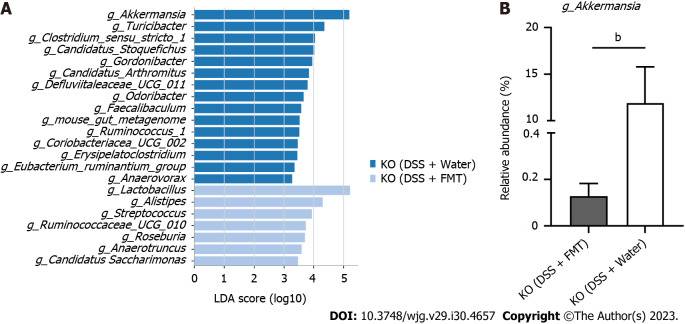 A
g_Akkermansia
g_Turicibacter
g_Clostridium_sensu_stricto_1
g_Candidatus_Stoquefichus
g_Gordonibacter
g_Candidatus_Arthromitus
g_Defluviitaleaceae_UCG_011
g_Odoribacter
g_Faecalibaculum
g_mouse_gut_metagenome
g_Ruminococcus_1
g_Coriobacteriacea_UCG_002
g_Erysipelatoclostridium
g_Eubacterium_ruminantium_group
g_Anaerovorax
g_Lactobacillus
g_Alistipes
g_Streptococcus
g_Ruminococcaceae_UCG_010
g_Roseburia
g_Anaerotruncus
g_Candidatus Saccharimonas
0 1 2 3 4 5
LDA score (log10)
KO (DSS + Water)
KO (DSS + FMT)
B
g_Akkermansia
b
20
15
10
0.4
0.2
0
Relative abundance (%)
KO (DSS + FMT)
KO (DSS + Water)
DOI: 10.3748/wjg.v29.i30.4657 Copyright ©The Author(s) 2023.